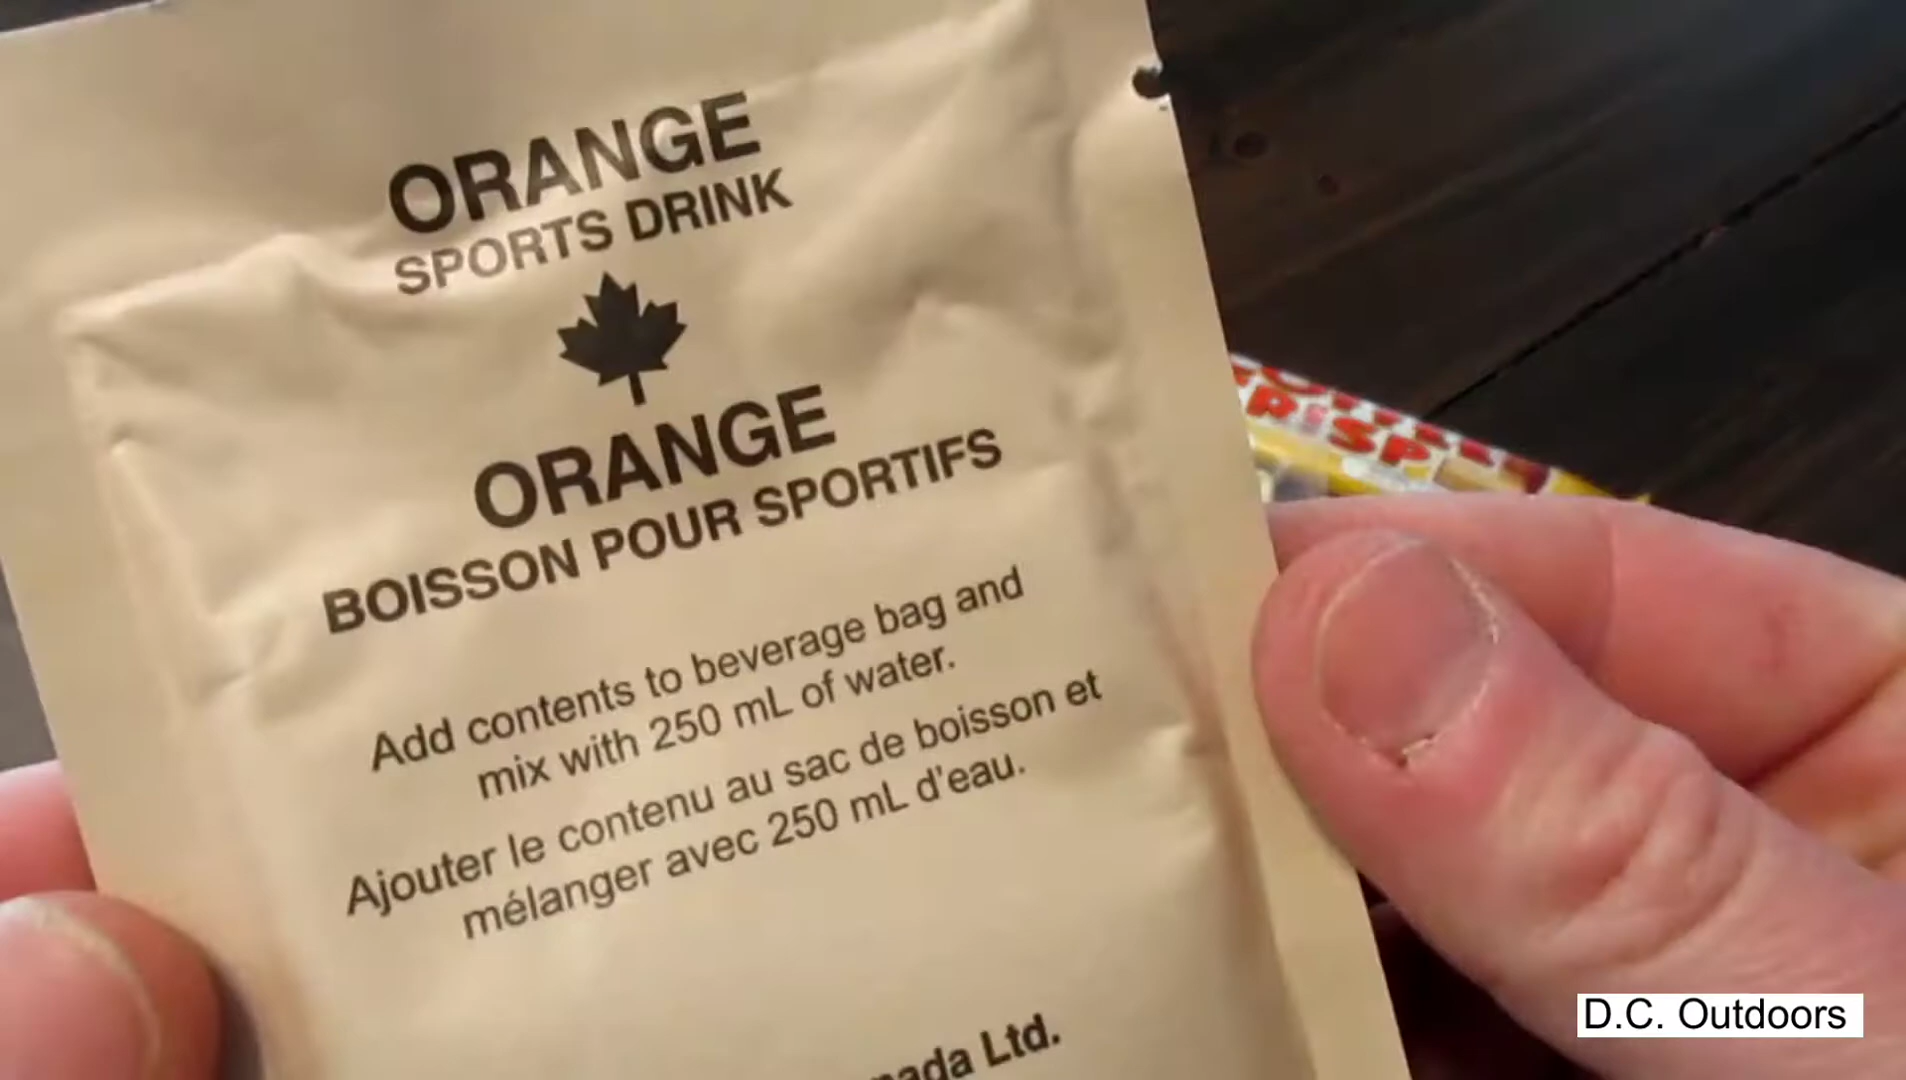 ORANGE
SPORTS DRINK
ORANGE
BOISSON POUR SPORTIFS
Add contents to beverage bag and
mix with 250 mL of water.
Ajouter le contenu au sac de boisson et
mélanger avec 250 mL d'eau.
Ltd.
D.C. Outdoors